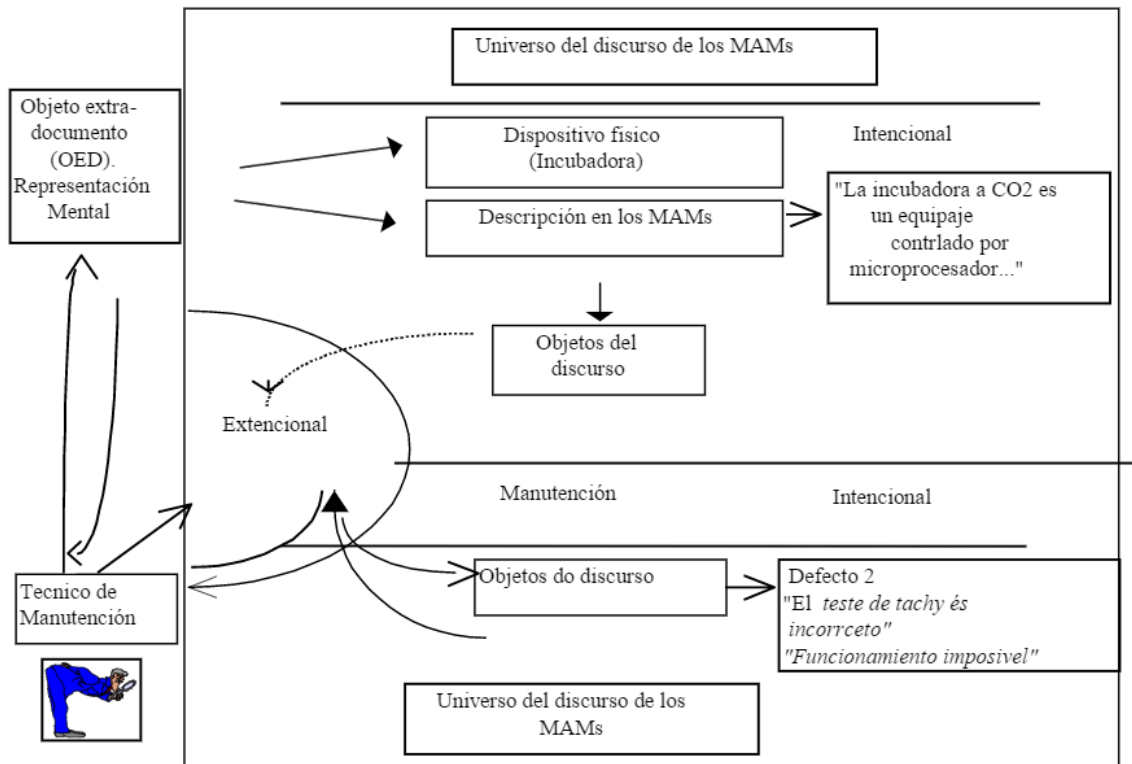 Universo del discurso de los MAMs
Objeto extra-
documento
(OED).
Representación
Mental
Dispositivo físico
(Incubadora)
Intencional
Descripción en los MAMs
"La incubadora a CO2 es
un equipaje
contrlado por
microprocesador..."
Objetos del
discurso
Extencional
Manutención
Intencional
Tecnico de
Manutención
Objetos do discurso
Defecto 2
"El teste de tachy és
incorrceto"
"Funcionamiento imposivel"
Universo del discurso de los
MAMs